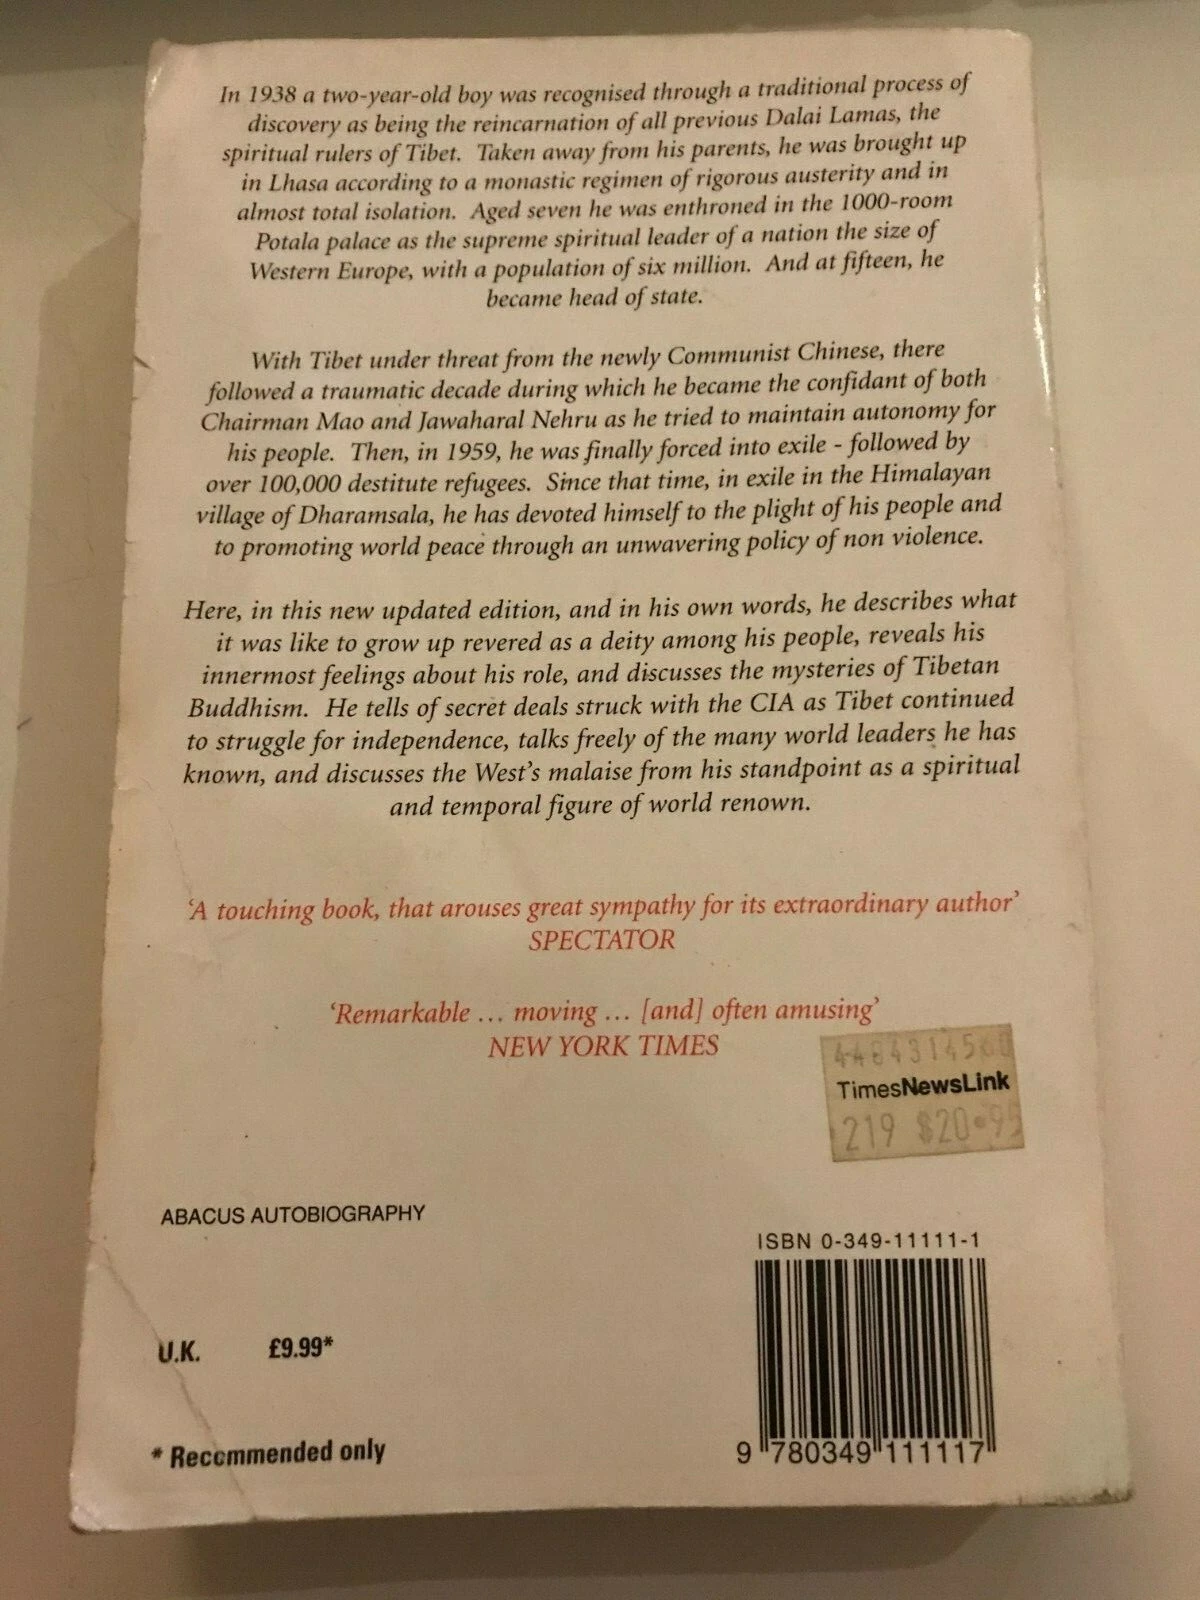 In 1938 a two-year-old boy was recognised through a traditional process of
discovery as being the reincarnation of all previous Dalai Lamas, the
spiritual rulers of Tibet. Taken away from his parents, he was brought up
in Lhasa according to a monastic regimen of rigorous austerity and in
almost total isolation. Aged seven he was enthroned in the 1000-room
Potala palace as the supreme spiritual leader of a nation the size of
Western Europe, with a population of six million. And at fifteen, he
became head of state.
With Tibet under threat from the newly Communist Chinese, there
followed a traumatic decade during which he became the confidant of both
Chairman Mao and Jawaharal Nehru as he tried to maintain autonomy for
his people. Then, in 1959, he was finally forced into exile - followed by
over 100,000 destitute refugees. Since that time, in exile in the Himalayan
village of Dharamsala, he has devoted himself to the plight of his people and
to promoting world peace through an unwavering policy of non violence.
Here, in this new updated edition, and in his own words, he describes what
it was like to grow up revered as a deity among his people, reveals his
innermost feelings about his role, and discusses the mysteries of Tibetan
Buddhism. He tells of secret deals struck with the CIA as Tibet continued
to struggle for independence, talks freely of the many world leaders he has
known, and discusses the West's malaise from his standpoint as a spiritual
and temporal figure of world renown.
'A touching book, that arouses great sympathy for its extraordinary author'
SPECTATOR
'Remarkable ... moving ... [and] often amusing'
NEW YORK TIMES
TimesNewsLink
219 $20.95
ABACUS AUTOBIOGRAPHY
ISBN 0-349-11111-1
U.K. £9.99*
* Recommended only
9 780349 111117